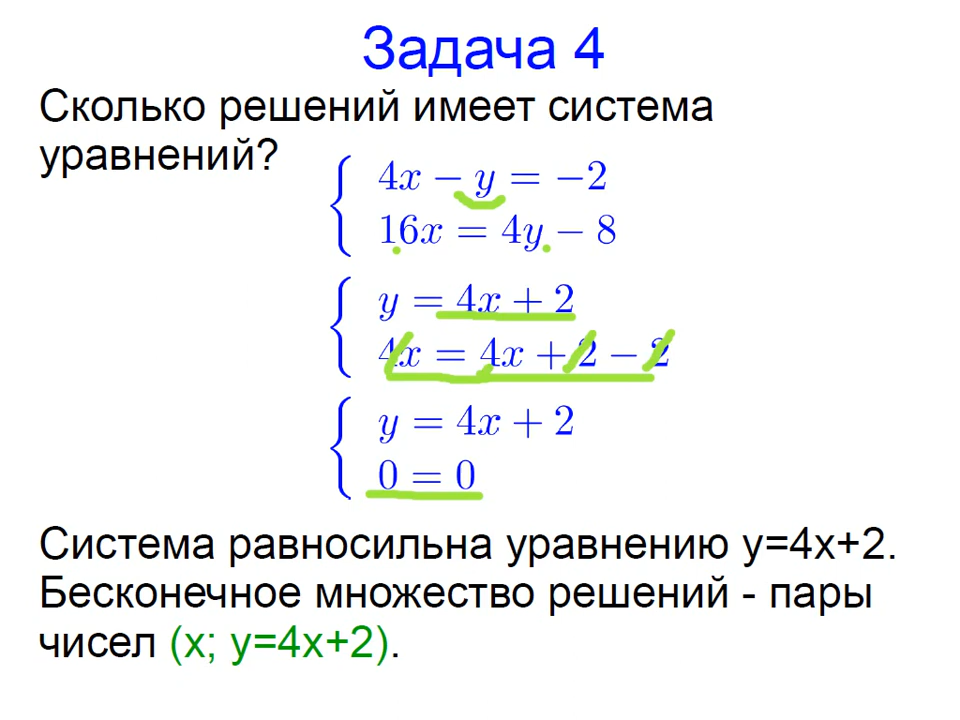 Задача 4
Сколько решений имеет система
уравнений?
4x − y = −2
16x = 4y − 8
y = 4x + 2
4x = 4x + 2 − 2
y = 4x + 2
0 = 0
Система равносильна уравнению y=4x+2.
Бесконечное множество решений - пары
чисел (x; y=4x+2).